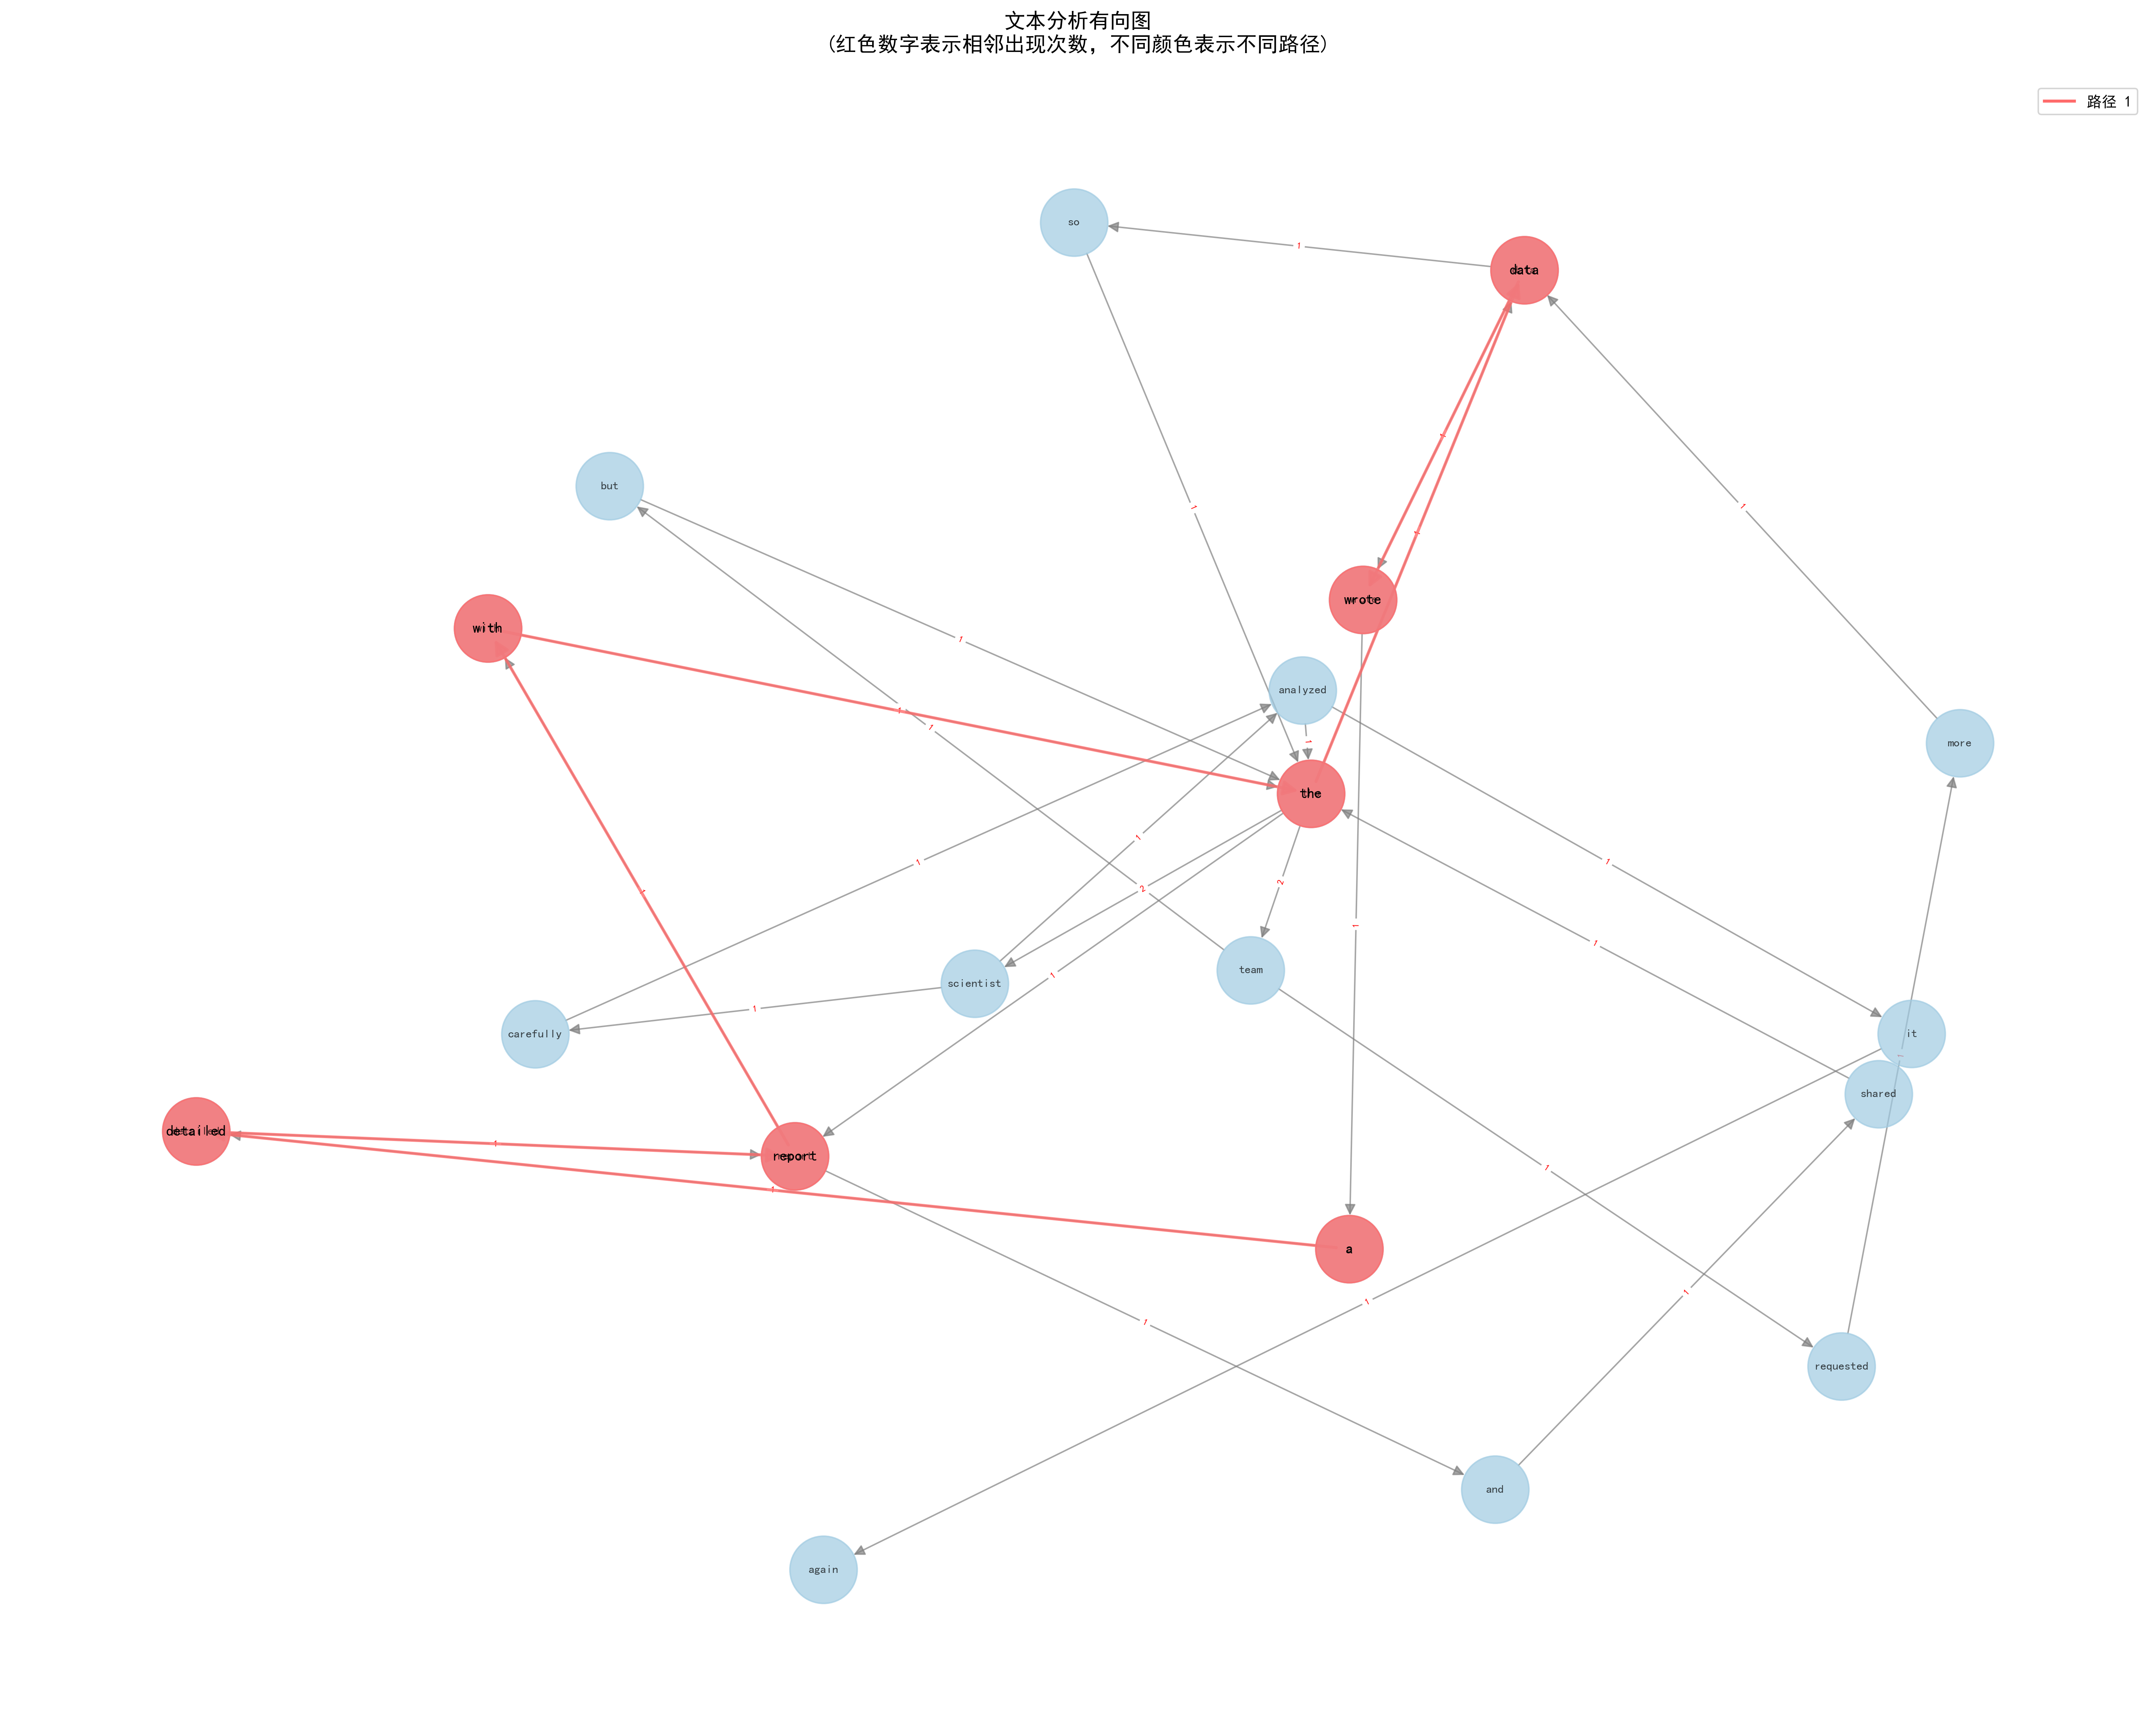 文本分析有向图
(红色数字表示相邻出现次数，不同颜色表示不同路径)
路径 1
so
1
data
but
1
1
1
wrote
1
with
1
analyzed
1
1
1
more
the
1
1
1
1
2
2
1
1
1
team
1
scientist
1
carefully
it
1
shared
detailed
1
report
1
1
a
1
1
1
requested
and
again